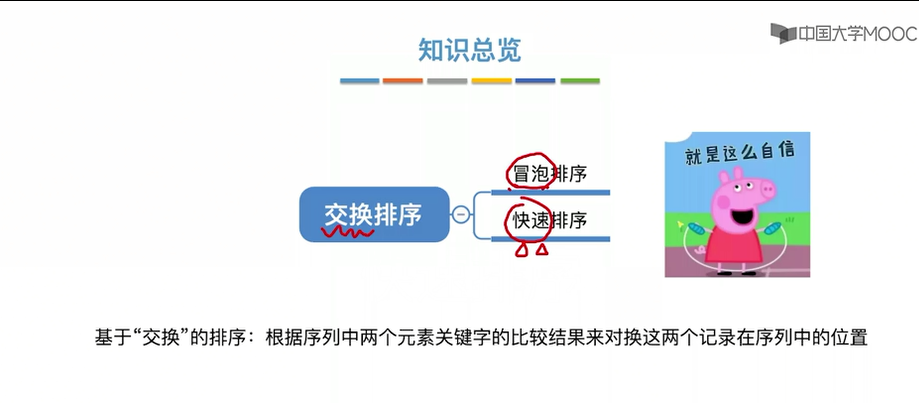 中国大学MOOC
知识总览
就是这么自信
冒泡排序
交换排序
快速排序
基于“交换”的排序：根据序列中两个元素关键字的比较结果来对换这两个记录在序列中的位置